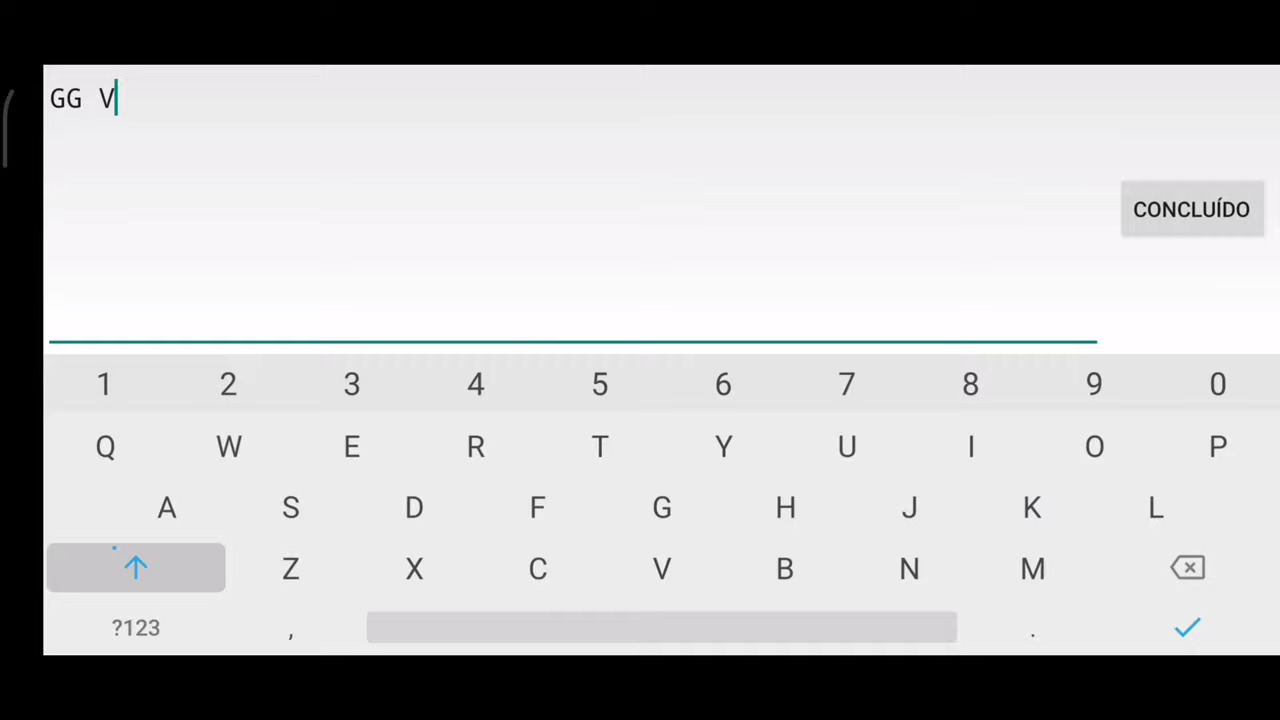 GG V
CONCLUÍDO
1 2 3 4 5 6 7 8 9 0
Q W E R T Y U I O P
A S D F G H J K L
Z X C V B N M
?123 , .